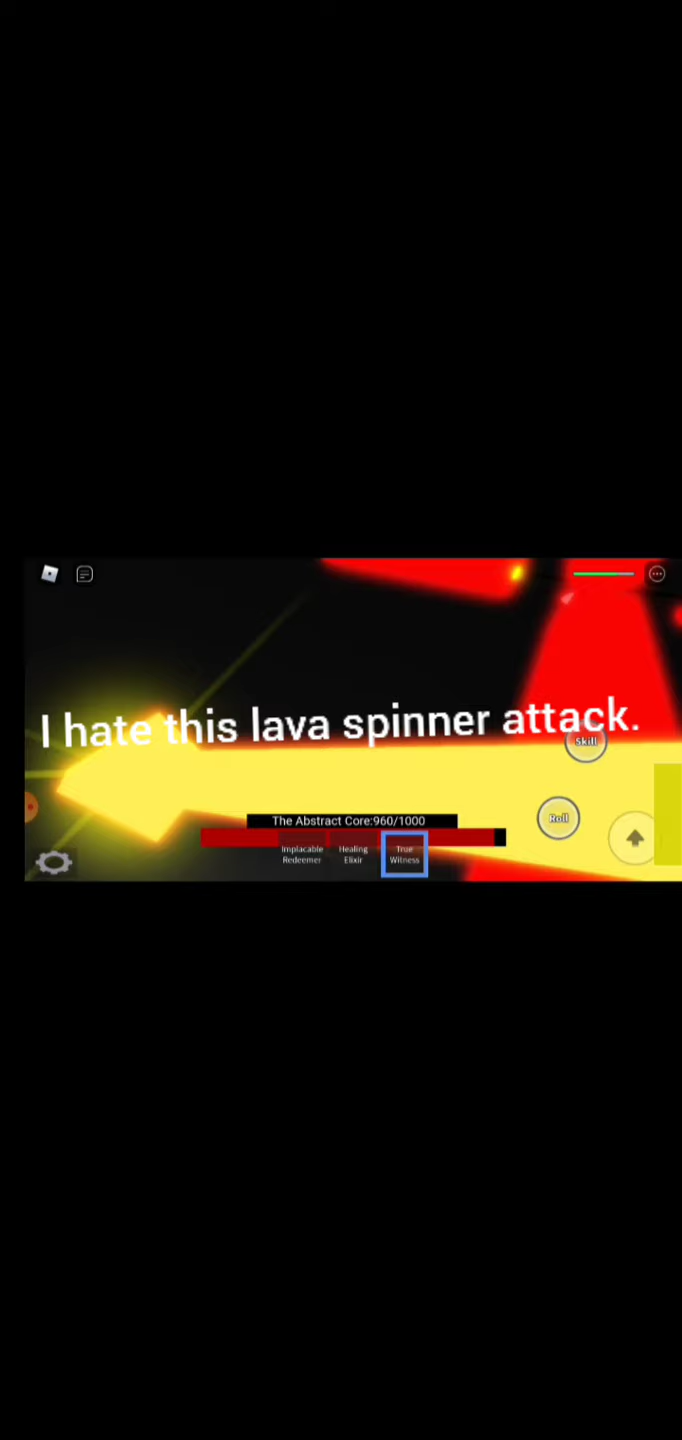 I hate this lava spinner attack.
Skill
Roll
The Abstract Core:960/1000
Implacable
Redeemer
Healing
Elixir
True
Witness